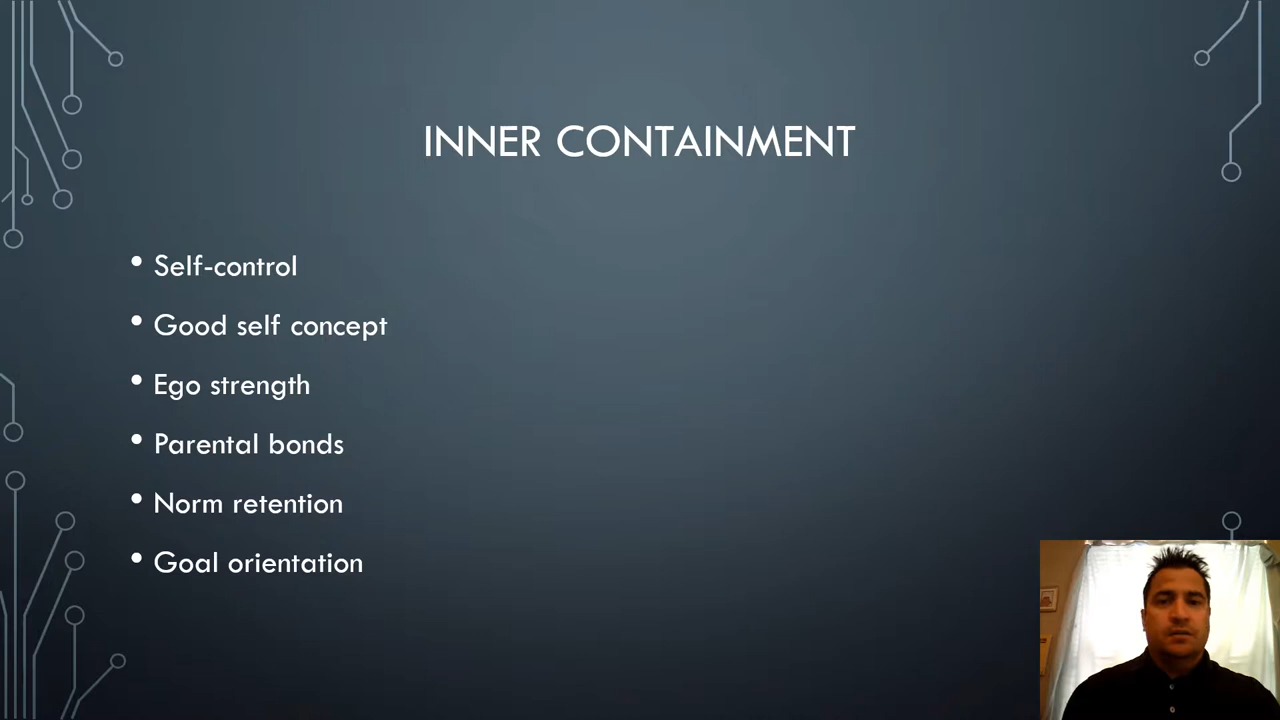 INNER CONTAINMENT
• Self-control
• Good self concept
• Ego strength
• Parental bonds
• Norm retention
• Goal orientation